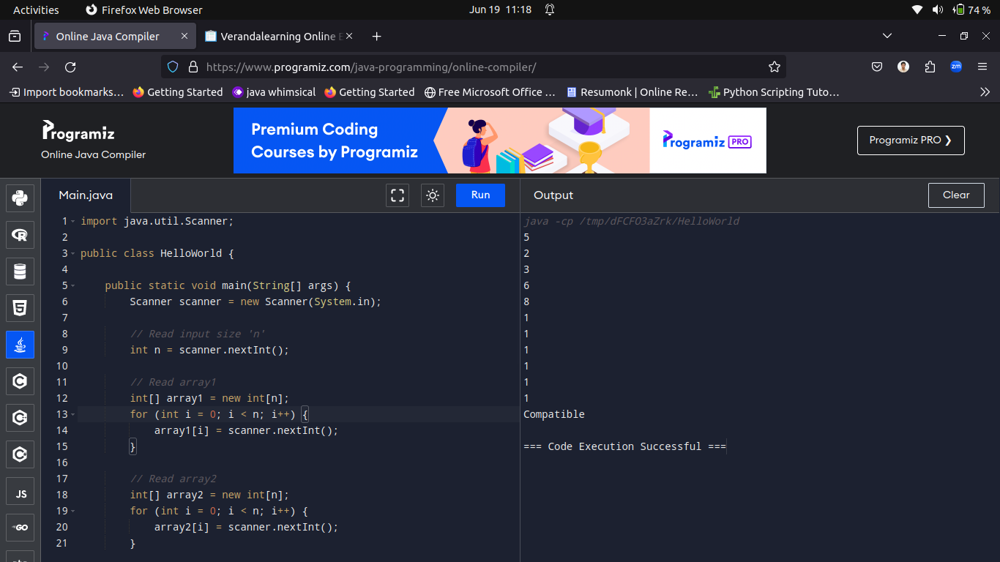 Activities
Firefox Web Browser
Jun 19 11:18
74 %
Online Java Compiler
Verandalearning Online
https://www.programiz.com/java-programming/online-compiler/
zm
Import bookmarks...
Getting Started
java whimsical
Getting Started
Free Microsoft Office ...
Resumonk | Online Re...
Python Scripting Tuto...
Programiz
Online Java Compiler
Premium Coding
Courses by Programiz
Programiz PRO
Programiz PRO ❯
Main.java
Run
Output
Clear
1 import java.util.Scanner;
2
3 public class HelloWorld {
4
5     public static void main(String[] args) {
6         Scanner scanner = new Scanner(System.in);
7
8         // Read input size 'n'
9         int n = scanner.nextInt();
10
11         // Read array1
12         int[] array1 = new int[n];
13         for (int i = 0; i < n; i++) {
14             array1[i] = scanner.nextInt();
15         }
16
17         // Read array2
18         int[] array2 = new int[n];
19         for (int i = 0; i < n; i++) {
20             array2[i] = scanner.nextInt();
21         }
java -cp /tmp/dFCFO3aZrk/HelloWorld
5
2
3
6
8
1
1
1
1
1
1
Compatible
=== Code Execution Successful ===
R
5
C
C
C
JS
GO